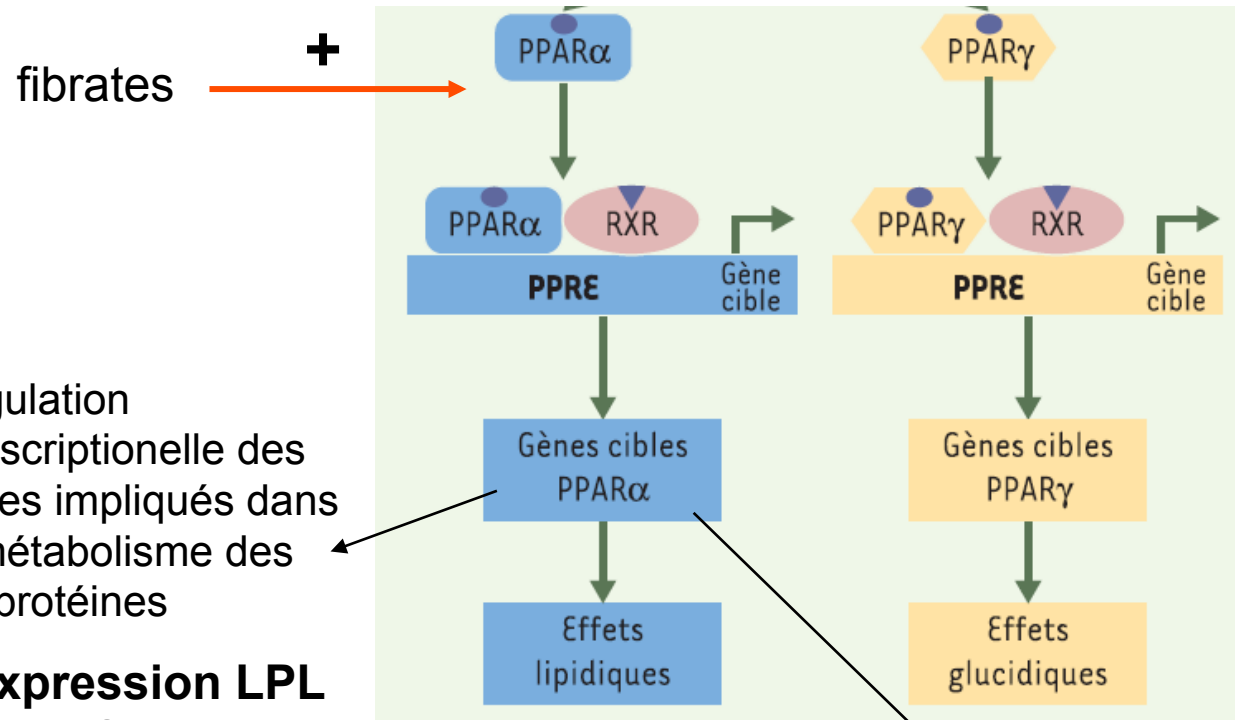 fibrates
+
PPARα
PPARγ
PPARα
RXR
PPARγ
RXR
PPRE
Gène
cible
PPRE
Gène
cible
gulation
scriptionelle des
es impliqués dans
métabolisme des
protéines
xpression LPL
Gènes cibles
PPARα
Gènes cibles
PPARγ
Effets
lipidiques
Effets
glucidiques